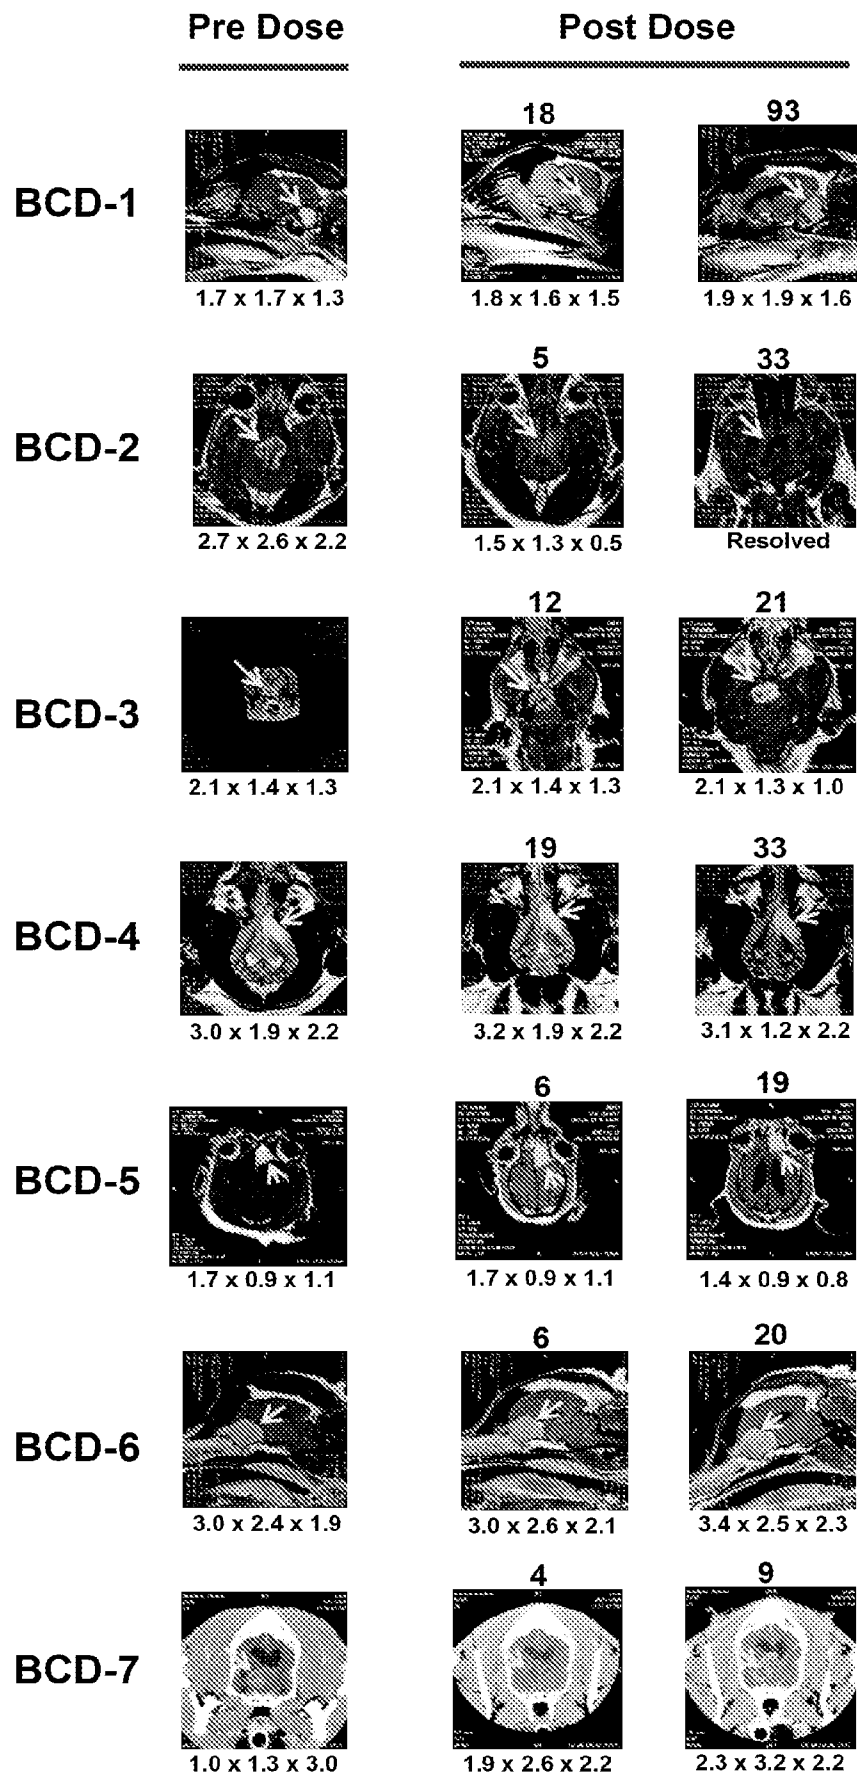 Pre Dose Post Dose
18 93
BCD-1
1.7 x 1.7 x 1.3 1.8 x 1.6 x 1.5 1.9 x 1.9 x 1.6
5 33
BCD-2
2.7 x 2.6 x 2.2 1.5 x 1.3 x 0.5 Resolved
12 21
BCD-3
2.1 x 1.4 x 1.3 2.1 x 1.4 x 1.3 2.1 x 1.3 x 1.0
19 33
BCD-4
3.0 x 1.9 x 2.2 3.2 x 1.9 x 2.2 3.1 x 1.2 x 2.2
6 19
BCD-5
1.7 x 0.9 x 1.1 1.7 x 0.9 x 1.1 1.4 x 0.9 x 0.8
6 20
BCD-6
3.0 x 2.4 x 1.9 3.0 x 2.6 x 2.1 3.4 x 2.5 x 2.3
4 9
BCD-7
1.0 x 1.3 x 3.0 1.9 x 2.6 x 2.2 2.3 x 3.2 x 2.2